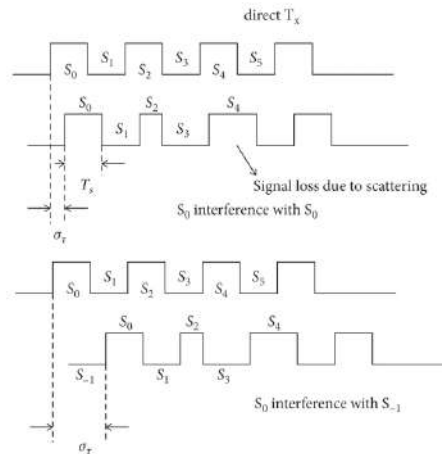 direct Tx
S0 S1 S2 S3 S4 S5
S0 S1 S2 S3 S4
Ts
Signal loss due to scattering
S0 interference with S0
στ
S0 S1 S2 S3 S4 S5
S-1 S0 S1 S2 S3 S4
S0 interference with S-1
στ